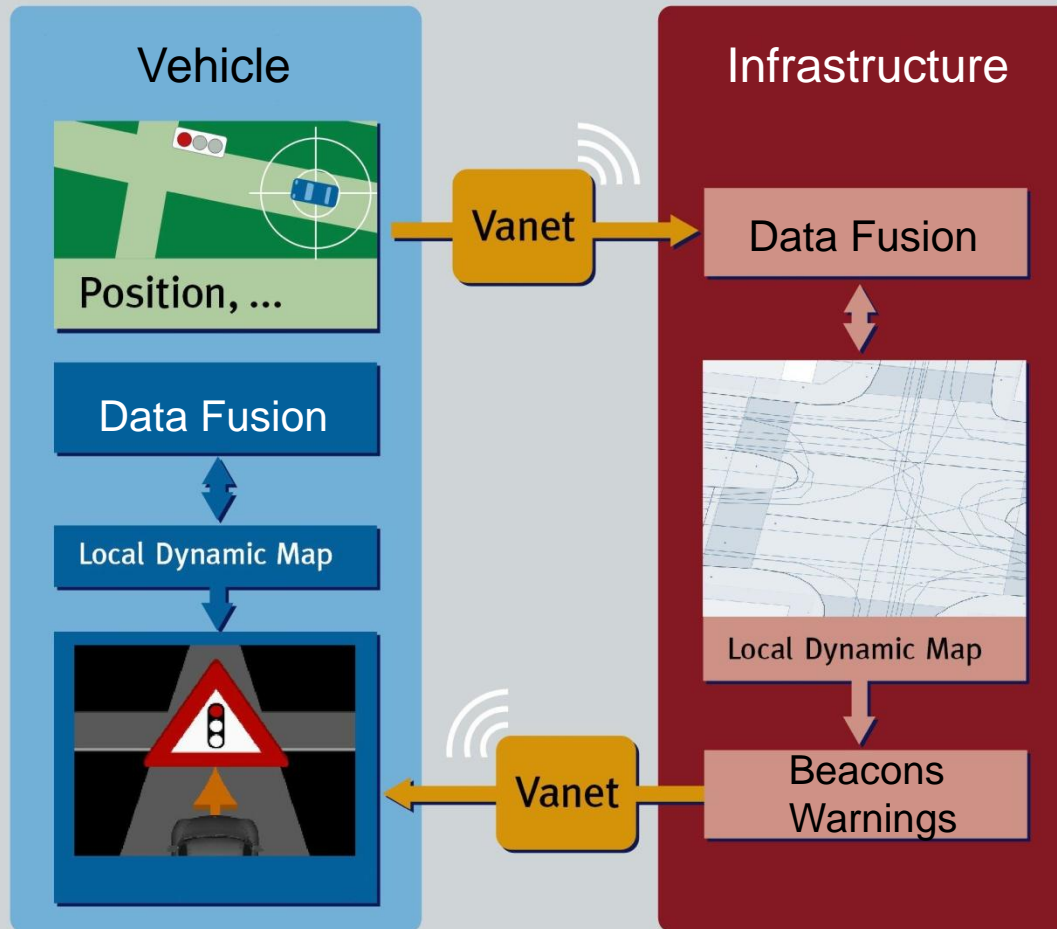 Vehicle
Position, ...
Data Fusion
Local Dynamic Map
Vanet
Vanet
Infrastructure
Data Fusion
Local Dynamic Map
Beacons
Warnings